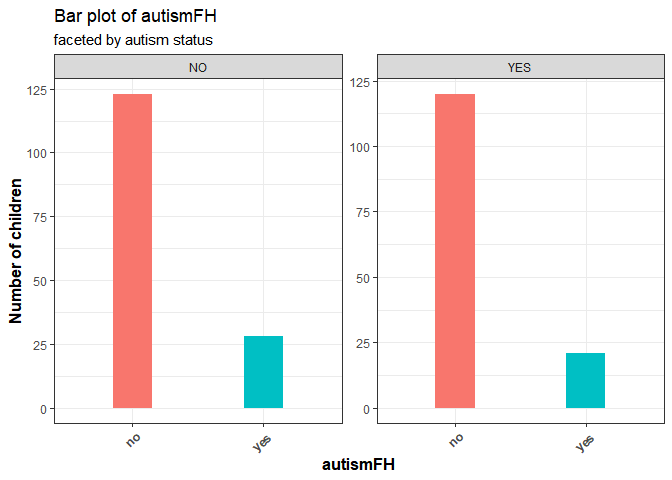 Bar plot of autismFH
faceted by autism status
NO
YES
Number of children
125
100
75
50
25
0
125
100
75
50
25
0
no
yes
no
yes
autismFH